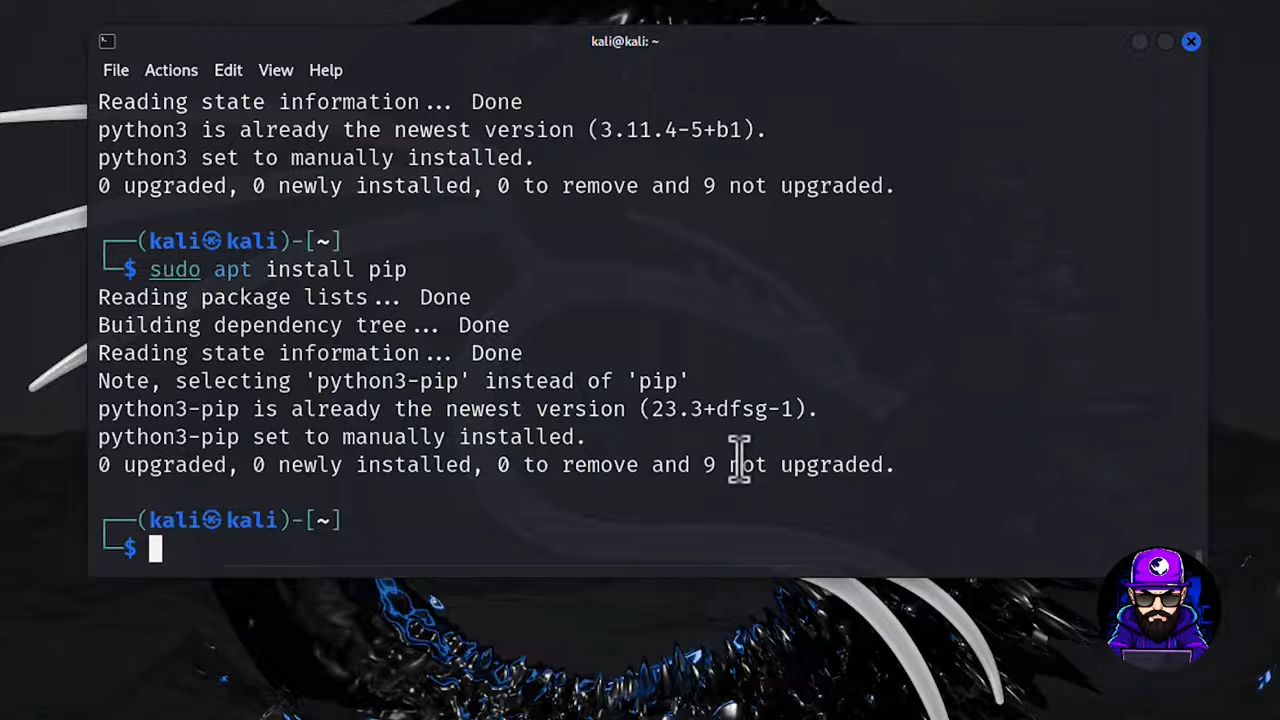 kali@kali: ~
File Actions Edit View Help
Reading state information... Done
python3 is already the newest version (3.11.4-5+b1).
python3 set to manually installed.
0 upgraded, 0 newly installed, 0 to remove and 9 not upgraded.
┌──(kali㉿kali)-[~]
└─$ sudo apt install pip
Reading package lists... Done
Building dependency tree... Done
Reading state information... Done
Note, selecting 'python3-pip' instead of 'pip'
python3-pip is already the newest version (23.3+dfsg-1).
python3-pip set to manually installed.
0 upgraded, 0 newly installed, 0 to remove and 9 not upgraded.
┌──(kali㉿kali)-[~]
└─$